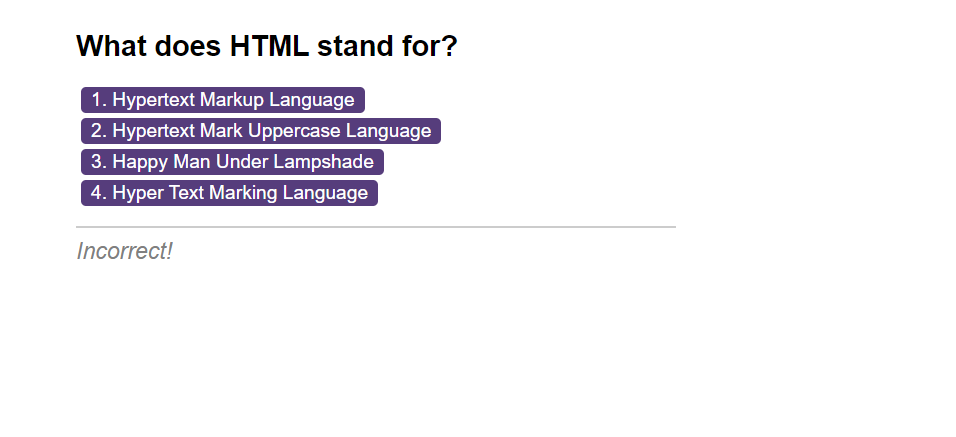 What does HTML stand for?
1. Hypertext Markup Language
2. Hypertext Mark Uppercase Language
3. Happy Man Under Lampshade
4. Hyper Text Marking Language
Incorrect!